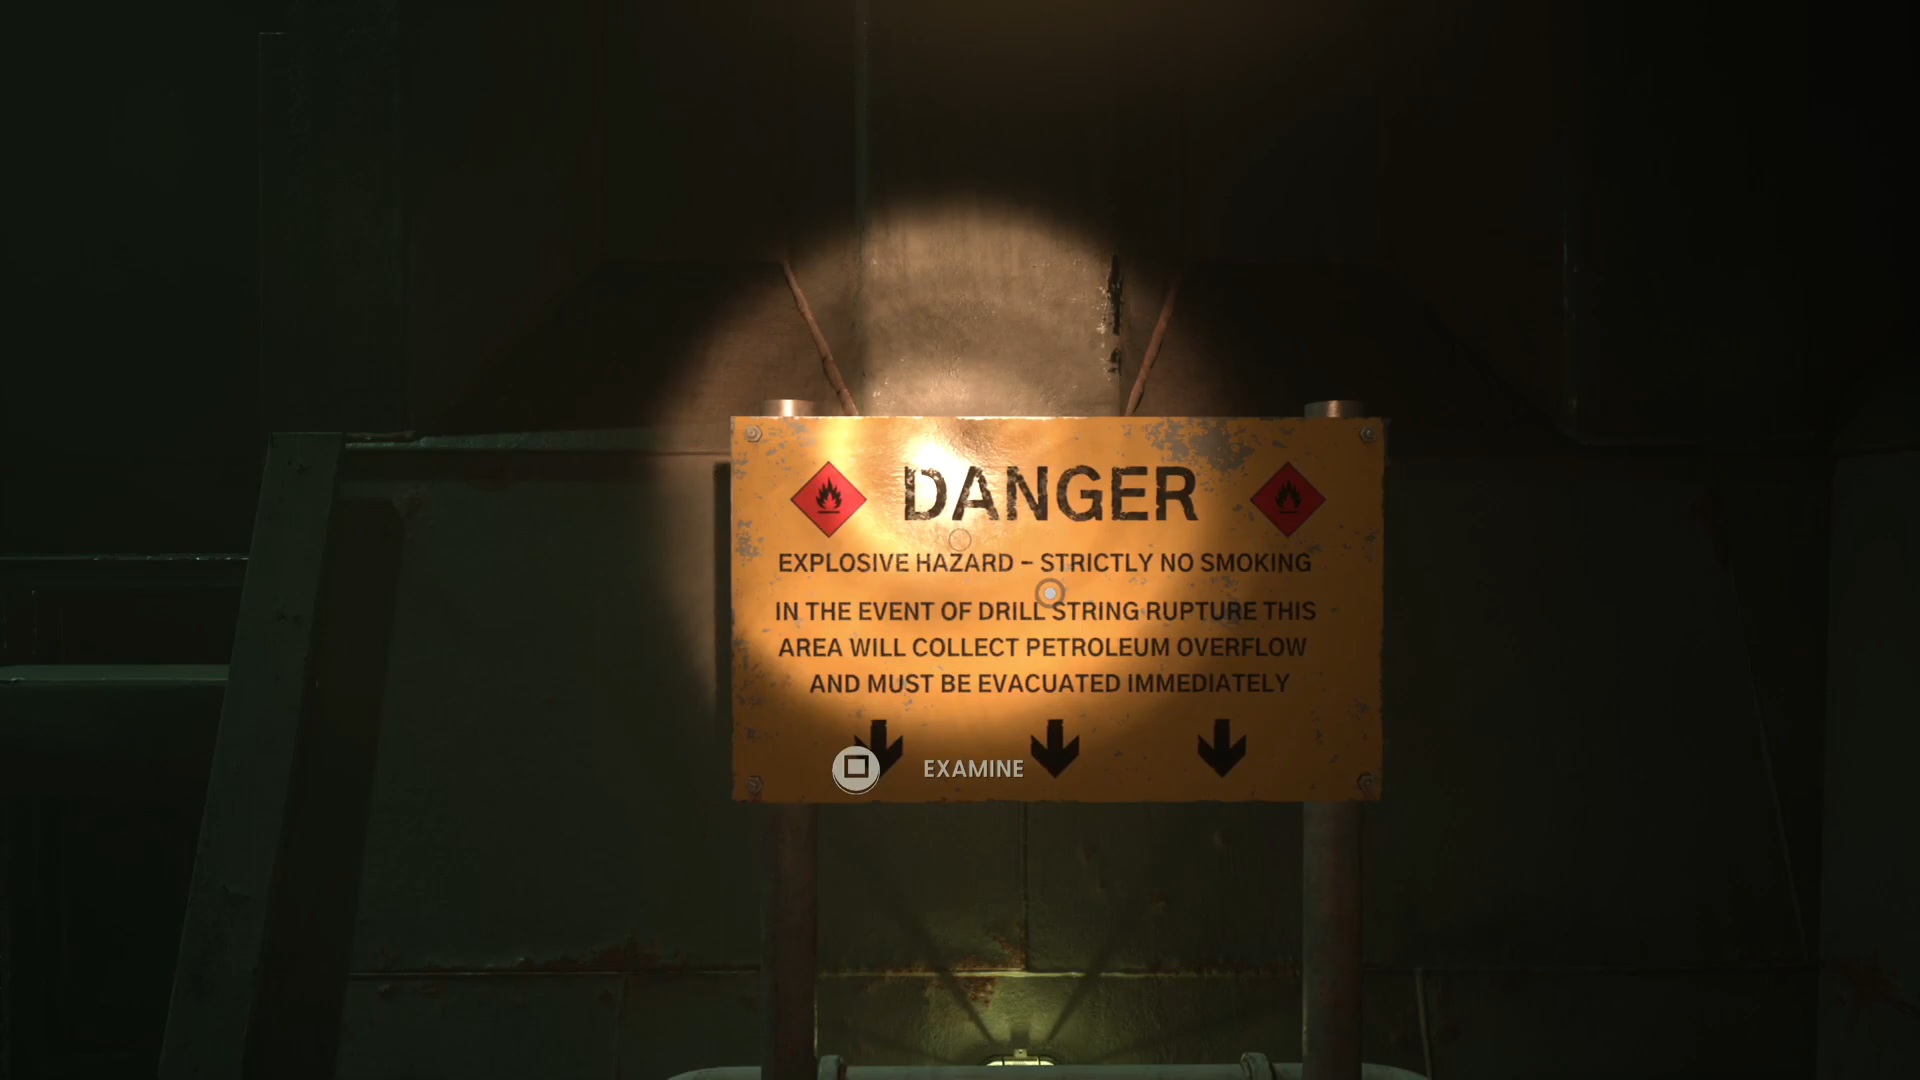 DANGER
EXPLOSIVE HAZARD – STRICTLY NO SMOKING
IN THE EVENT OF DRILL STRING RUPTURE THIS
AREA WILL COLLECT PETROLEUM OVERFLOW
AND MUST BE EVACUATED IMMEDIATELY
EXAMINE